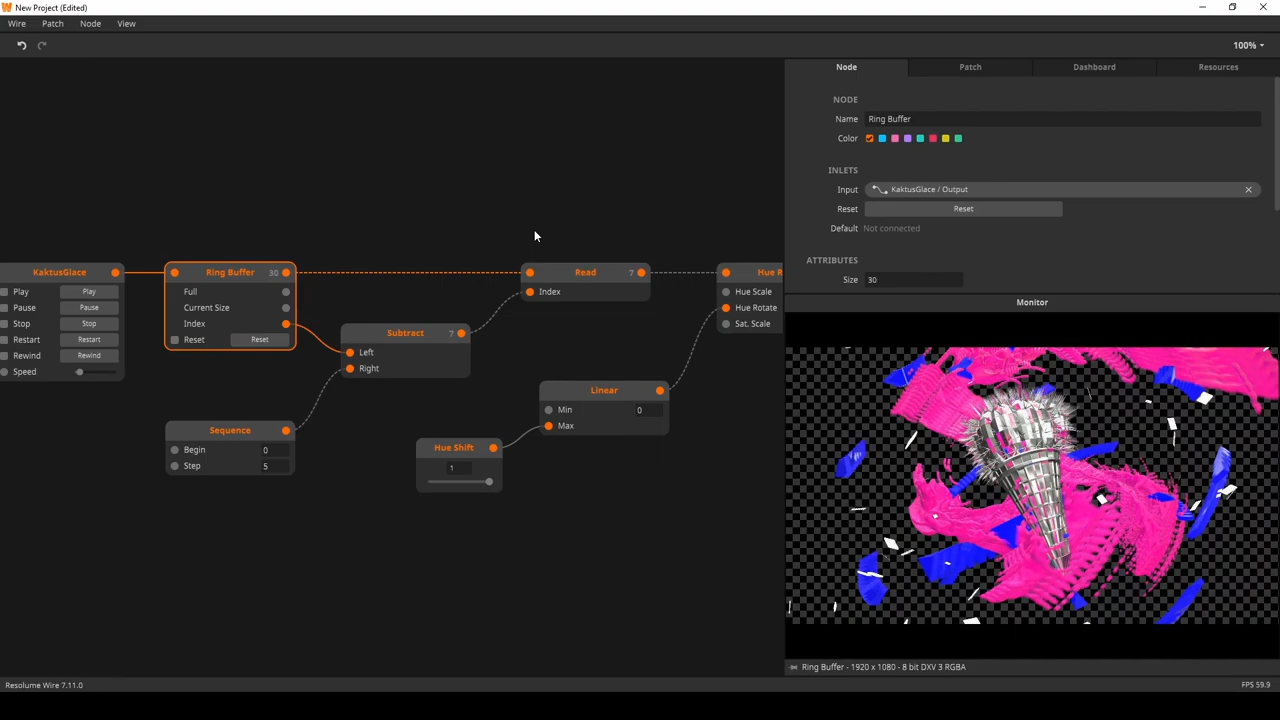 New Project (Edited)
Wire Patch Node View
100%
Node Patch Dashboard Resources
NODE
Name Ring Buffer
Color
INLETS
Input KaktusGlace / Output
Reset Reset
Default Not connected
ATTRIBUTES
Size 30
Monitor
KaktusGlace
Play Play
Pause Pause
Stop Stop
Restart Restart
Rewind Rewind
Speed
Ring Buffer 30
Full
Current Size
Index
Reset Reset
Subtract 7
Left
Right
Sequence
Begin 0
Step 5
Read 7
Index
Linear
Min 0
Max
Hue Shift
1
Hue R
Hue Scale
Hue Rotate
Sat. Scale
Ring Buffer - 1920 x 1080 - 8 bit DXV 3 RGBA
Resolume Wire 7.11.0
FPS 59.9